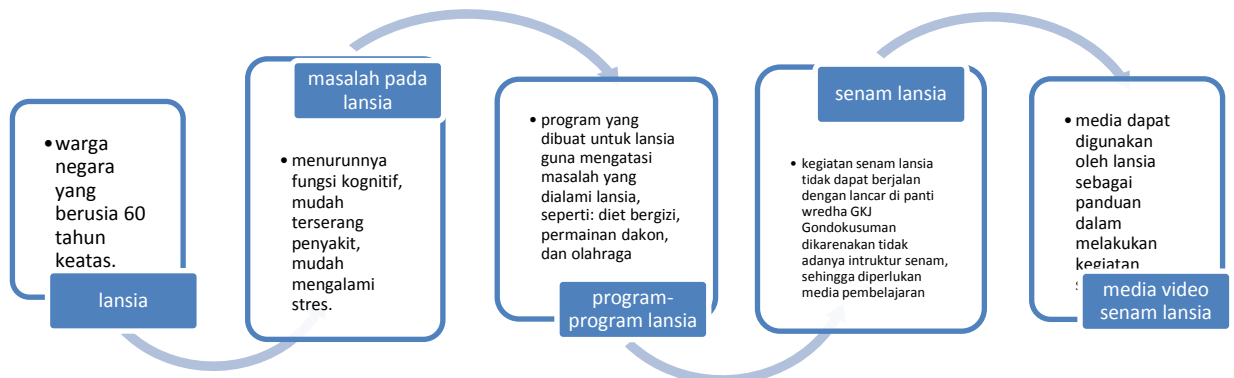 • warga
negara
yang
berusia 60
tahun
keatas.
lansia
masalah pada
lansia
• menurunnya
fungsi kognitif,
mudah
terserang
penyakit,
mudah
mengalami
stres.
• program yang
dibuat untuk lansia
guna mengatasi
masalah yang
dialami lansia,
seperti: diet bergizi,
permainan dakon,
dan olahraga
program-
program lansia
senam lansia
• kegiatan senam lansia
tidak dapat berjalan
dengan lancar di panti
wredha GKJ
Gondokusuman
dikarenakan tidak
adanya intruktur senam,
sehingga diperlukan
media pembelajaran
• media dapat
digunakan
oleh lansia
sebagai
panduan
dalam
melakukan
kegiatan
media video
senam lansia